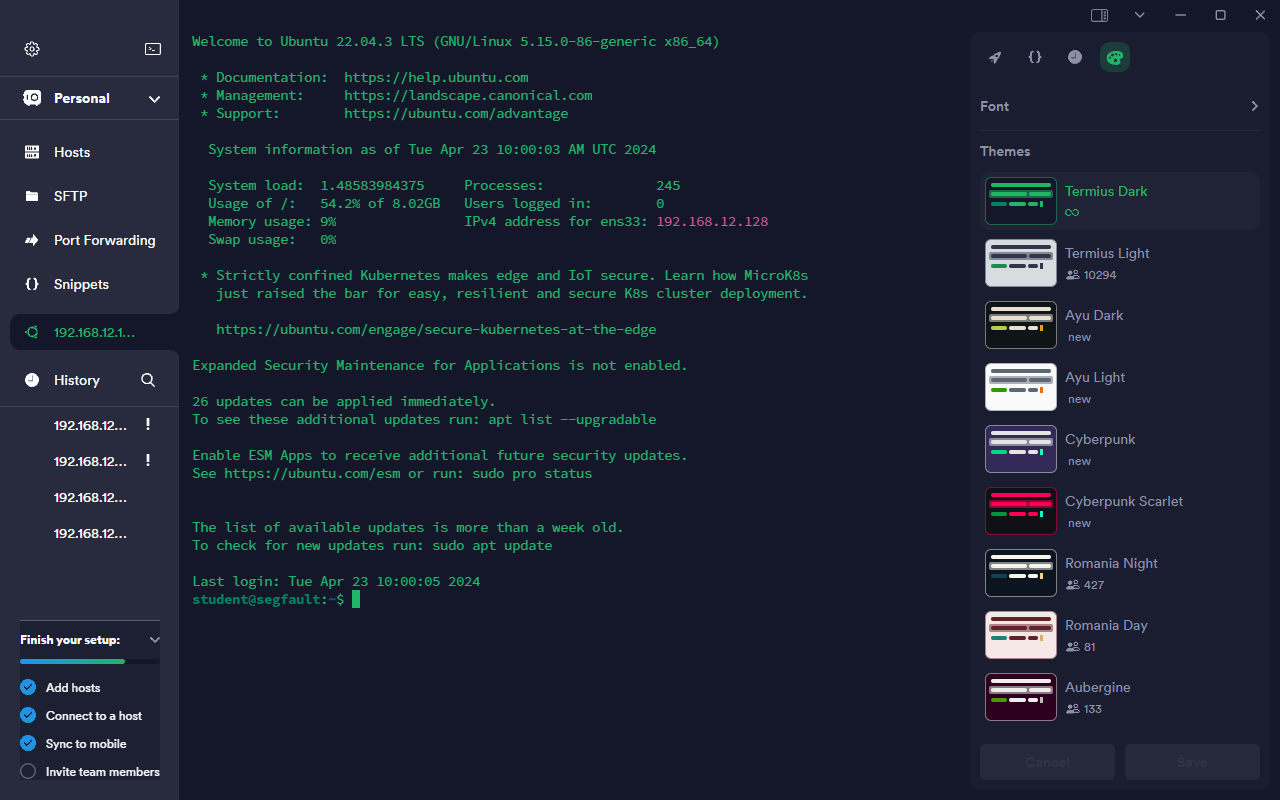 Personal
Hosts
SFTP
Port Forwarding
Snippets
192.168.12.1...
History
192.168.12...
192.168.12...
192.168.12...
192.168.12...
Finish your setup:
Add hosts
Connect to a host
Sync to mobile
Invite team members
Welcome to Ubuntu 22.04.3 LTS (GNU/Linux 5.15.0-86-generic x86_64)
* Documentation: https://help.ubuntu.com
* Management: https://landscape.canonical.com
* Support: https://ubuntu.com/advantage
System information as of Tue Apr 23 10:00:03 AM UTC 2024
System load: 1.48583984375 Processes: 245
Usage of /: 54.2% of 8.02GB Users logged in: 0
Memory usage: 9% IPv4 address for ens33: 192.168.12.128
Swap usage: 0%
* Strictly confined Kubernetes makes edge and IoT secure. Learn how MicroK8s
just raised the bar for easy, resilient and secure K8s cluster deployment.
https://ubuntu.com/engage/secure-kubernetes-at-the-edge
Expanded Security Maintenance for Applications is not enabled.
26 updates can be applied immediately.
To see these additional updates run: apt list --upgradable
Enable ESM Apps to receive additional future security updates.
See https://ubuntu.com/esm or run: sudo pro status
The list of available updates is more than a week old.
To check for new updates run: sudo apt update
Last login: Tue Apr 23 10:00:05 2024
student@segfault:~$
Font
Themes
Termius Dark
Termius Light
10294
Ayu Dark
new
Ayu Light
new
Cyberpunk
new
Cyberpunk Scarlet
new
Romania Night
427
Romania Day
81
Aubergine
133
Cancel
Save